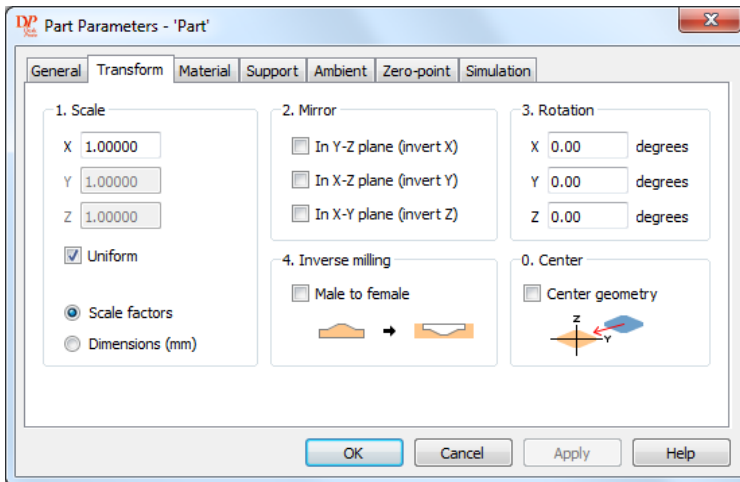 DP Part Parameters - 'Part'
General Transform Material Support Ambient Zero-point Simulation
1. Scale
X 1.00000
Y 1.00000
Z 1.00000
Uniform
Scale factors
Dimensions (mm)
2. Mirror
In Y-Z plane (invert X)
In X-Z plane (invert Y)
In X-Y plane (invert Z)
3. Rotation
X 0.00 degrees
Y 0.00 degrees
Z 0.00 degrees
4. Inverse milling
Male to female
0. Center
Center geometry
Z
Y
OK Cancel Apply Help